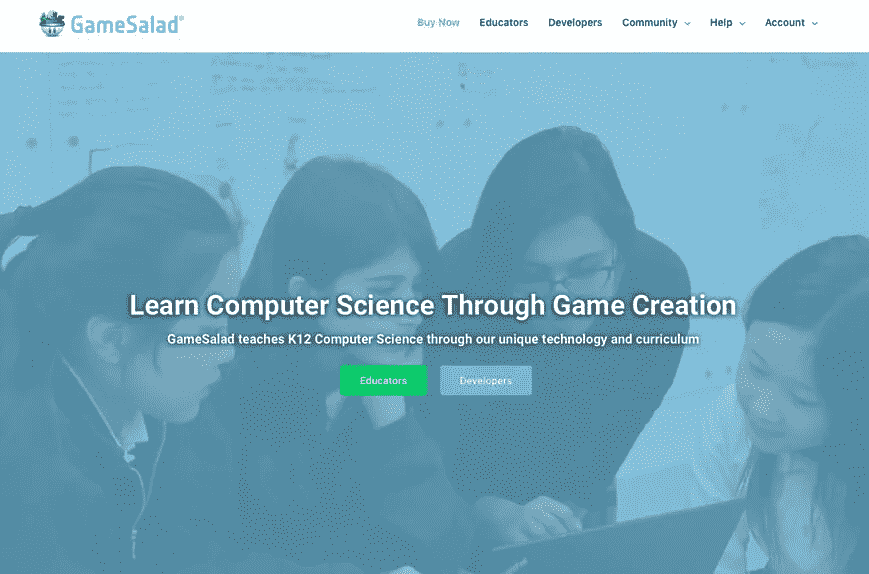 GameSalad®
Buy Now Educators Developers Community Help Account
Learn Computer Science Through Game Creation
GameSalad teaches K12 Computer Science through our unique technology and curriculum
Educators Developers